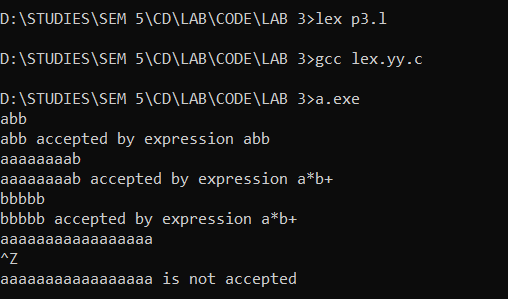 D:\STUDIES\SEM 5\CD\LAB\CODE\LAB 3>lex p3.l
D:\STUDIES\SEM 5\CD\LAB\CODE\LAB 3>gcc lex.yy.c
D:\STUDIES\SEM 5\CD\LAB\CODE\LAB 3>a.exe
abb
abb accepted by expression abb
aaaaaaaab
aaaaaaaab accepted by expression a*b+
bbbbb
bbbbb accepted by expression a*b+
aaaaaaaaaaaaaaaaa
^Z
aaaaaaaaaaaaaaaaa is not accepted